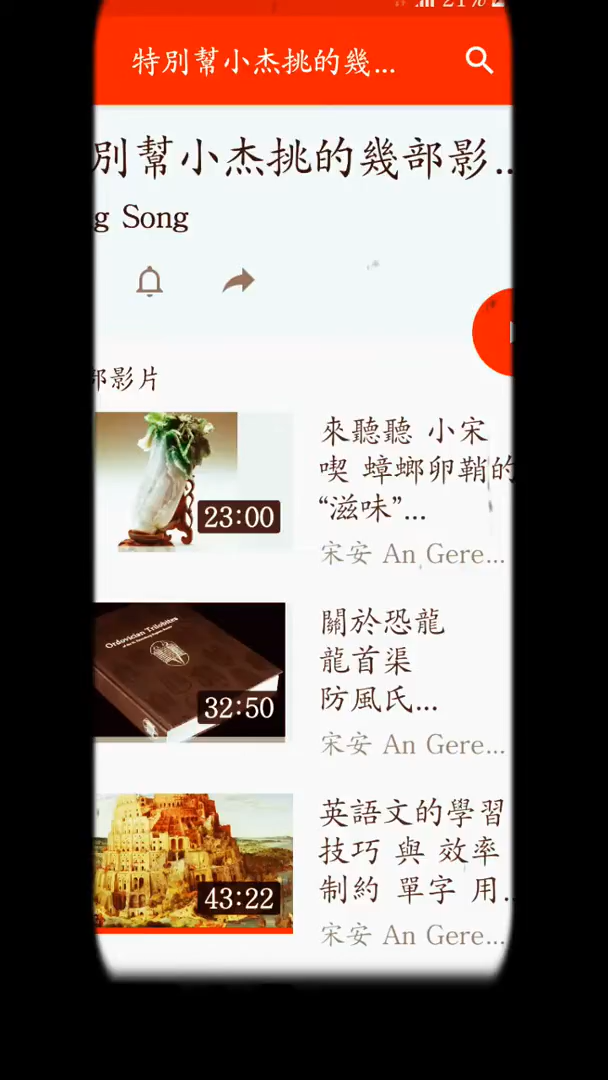 21%
特別幫小杰挑的幾...
別幫小杰挑的幾部影...
g Song
部影片
23:00
來聽聽 小宋
喫 蟑螂卵鞘的
“滋味”...
宋安 An Gere...
Ordovician Trilobites
32:50
關於恐龍
龍首渠
防風氏...
宋安 An Gere...
43:22
英語文的學習
技巧 與 效率
制約 單字 用...
宋安 An Gere...